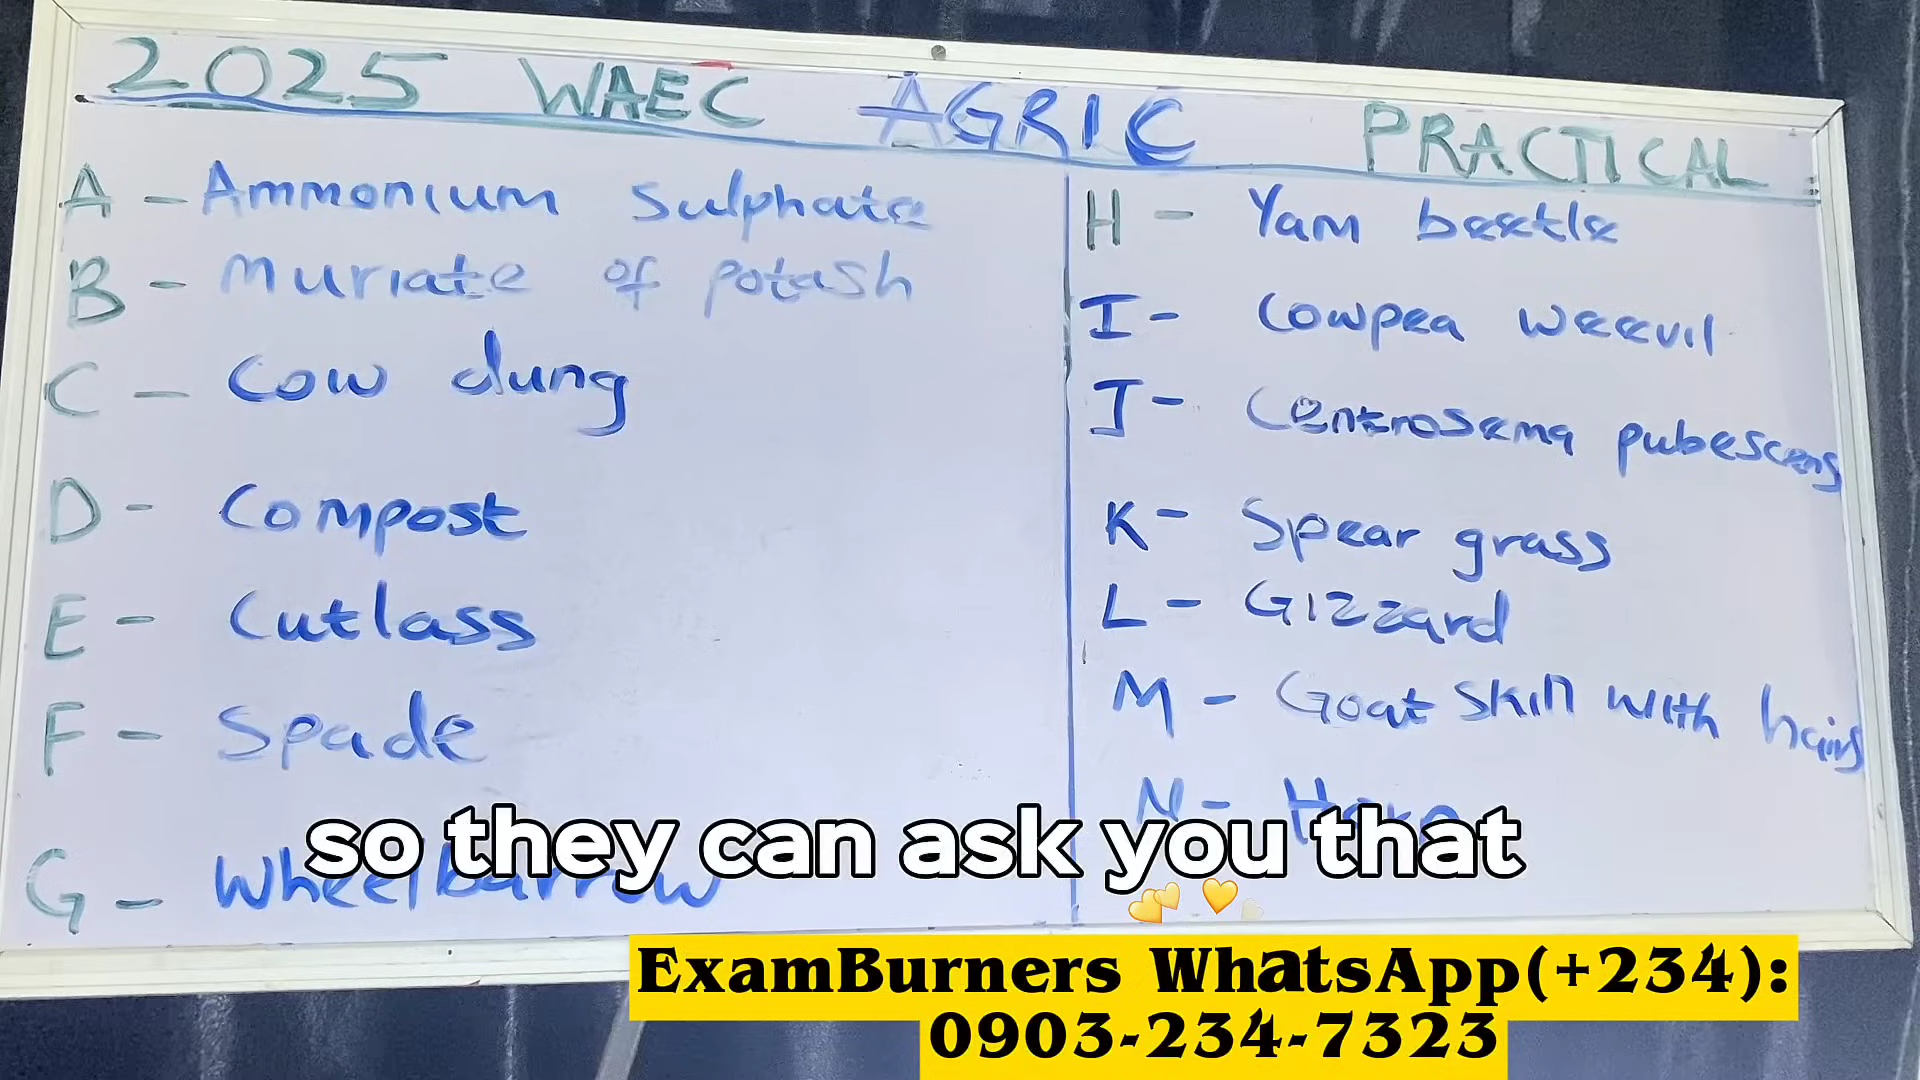 2025 WAEC AGRIC PRACTICAL
A - Ammonium sulphate
B - Muriate of potash
C - Cow dung
D - Compost
E - Cutlass
F - Spade
G - Wheelbarrow
H - Yam beetle
I - Cowpea weevil
J - Centrosema pubescens
K - Spear grass
L - Gizzard
M - Goat skin with hairs
N -
so they can ask you that
ExamBurners WhatsApp(+234):
0903-234-7323